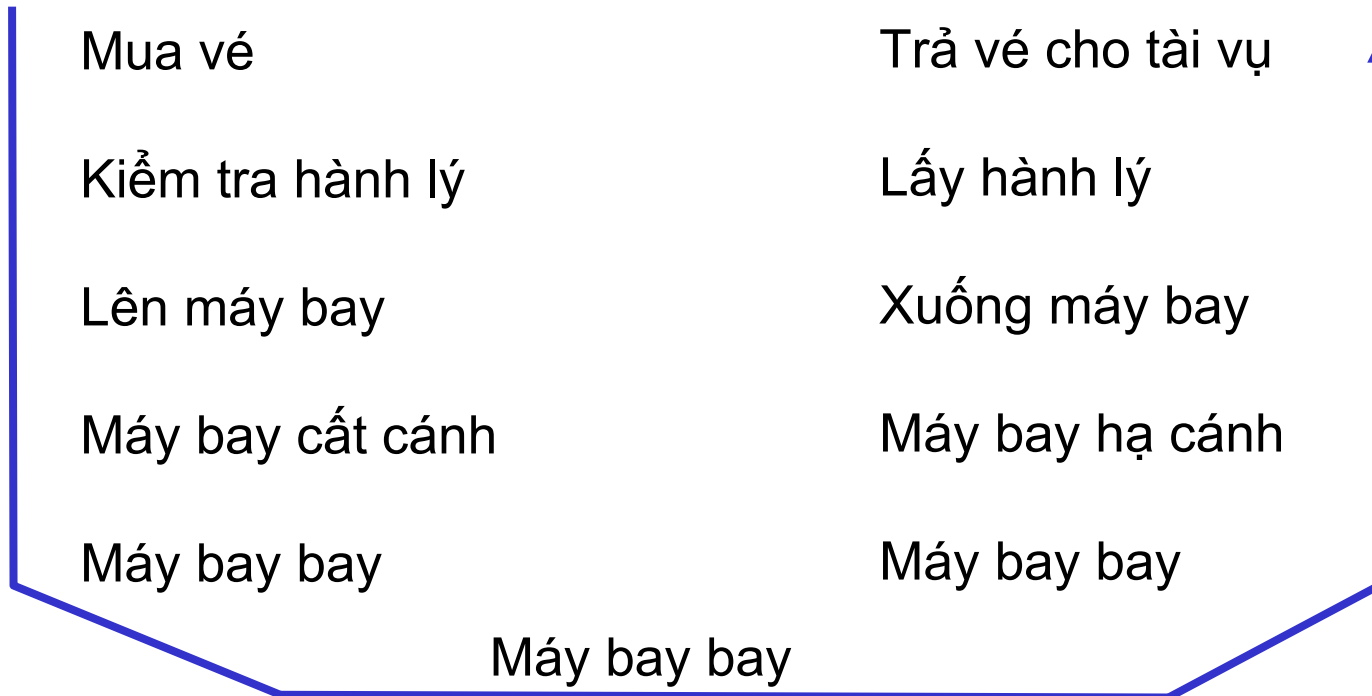 Mua vé
Kiểm tra hành lý
Lên máy bay
Máy bay cất cánh
Máy bay bay
Trả vé cho tài vụ
Lấy hành lý
Xuống máy bay
Máy bay hạ cánh
Máy bay bay
Máy bay bay